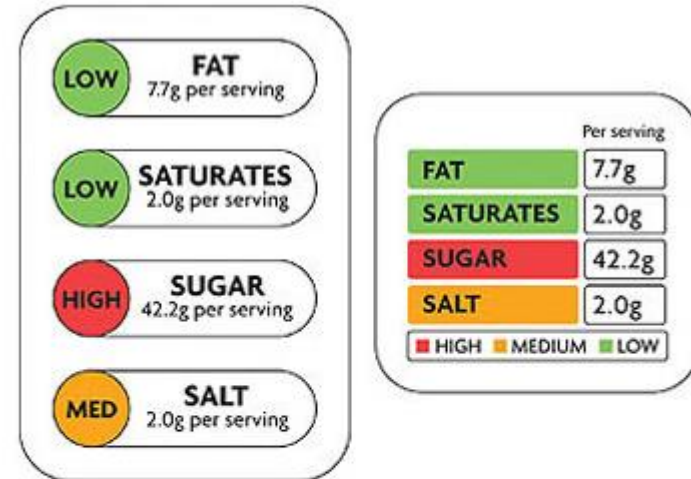 LOW
FAT
7.7g per serving
LOW
SATURATES
2.0g per serving
HIGH
SUGAR
42.2g per serving
MED
SALT
2.0g per serving
Per serving
FAT 7.7g
SATURATES 2.0g
SUGAR 42.2g
SALT 2.0g
HIGH MEDIUM LOW